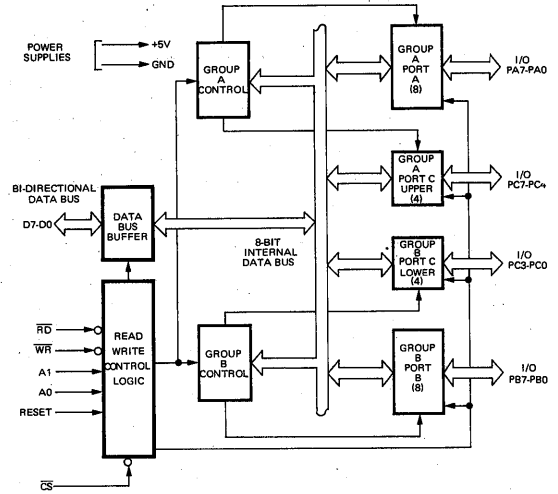 POWER
SUPPLIES
+5V
GND
GROUP
A
CONTROL
GROUP
A
PORT
A
(8)
I/O
PA7-PA0
GROUP
A
PORT C
UPPER
(4)
I/O
PC7-PC4
BI-DIRECTIONAL
DATA BUS
D7-D0
DATA
BUS
BUFFER
8-BIT
INTERNAL
DATA BUS
GROUP
B
PORT C
LOWER
(4)
I/O
PC3-PC0
RD
WR
A1
A0
RESET
READ
WRITE
CONTROL
LOGIC
GROUP
B
CONTROL
GROUP
B
PORT
B
(8)
I/O
PB7-PB0
CS